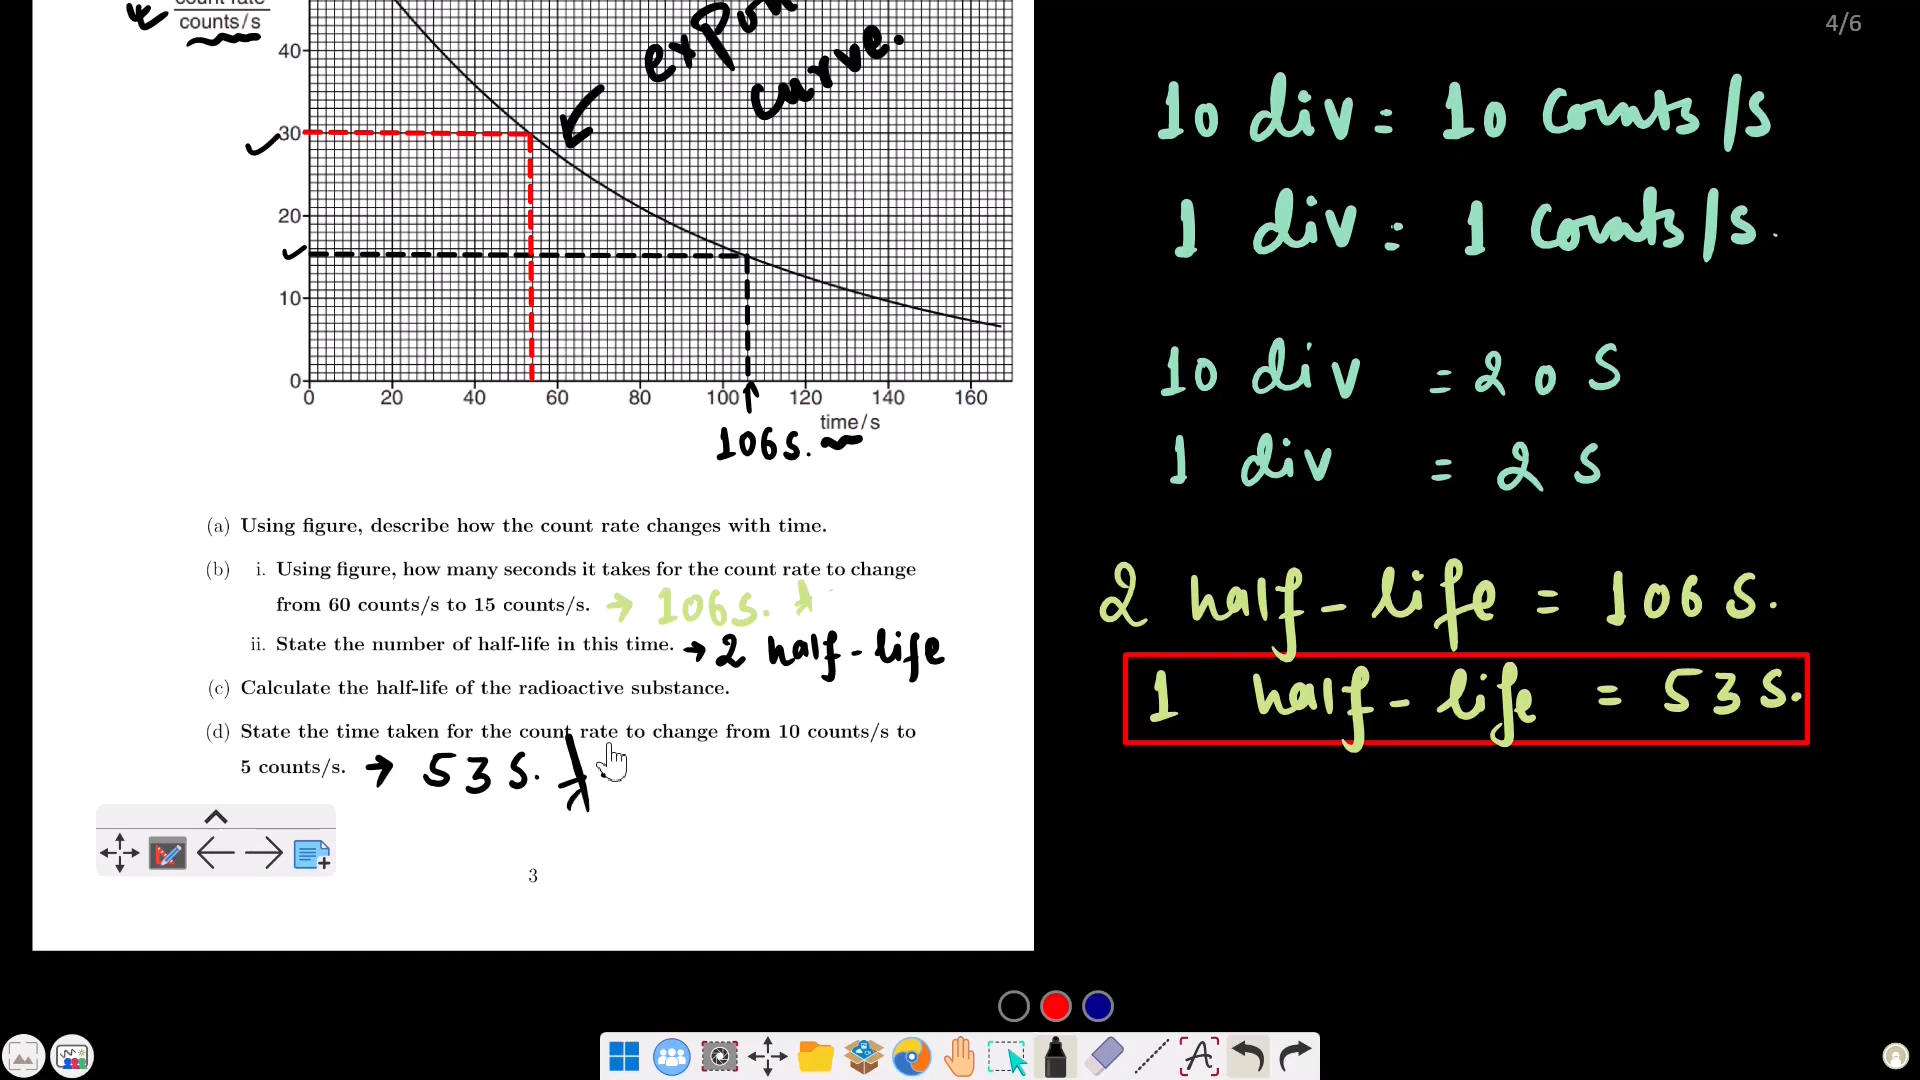 4/6
count rate
counts/s
40
30
20
10
0
0 20 40 60 80 100 120 140 160
time/s
curve.
106 s.
(a) Using figure, describe how the count rate changes with time.
(b) i. Using figure, how many seconds it takes for the count rate to change
from 60 counts/s to 15 counts/s. → 106 s.
ii. State the number of half-life in this time. → 2 half-life
(c) Calculate the half-life of the radioactive substance.
(d) State the time taken for the count rate to change from 10 counts/s to
5 counts/s. → 53 s.
3
10 div = 10 counts/s
1 div = 1 counts/s.
10 div = 20 s
1 div = 2 s
2 half-life = 106 s.
1 half-life = 53 s.